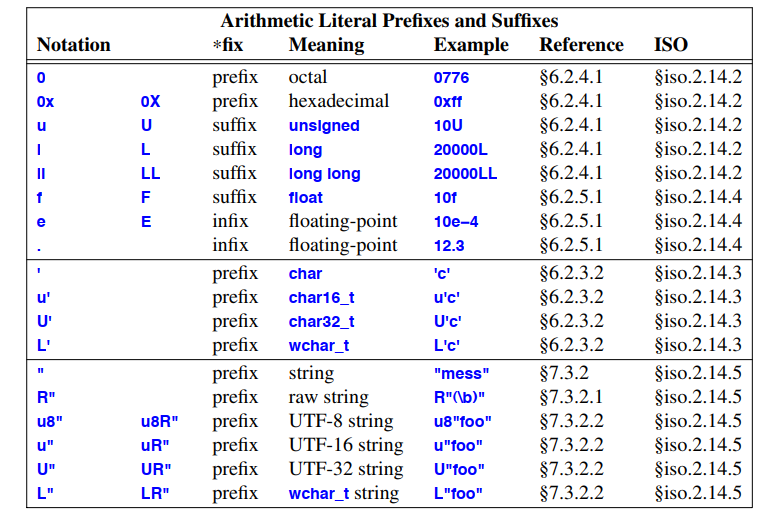 Arithmetic Literal Prefixes and Suffixes
Notation ∗fix Meaning Example Reference ISO
0 prefix octal 0776 §6.2.4.1 §iso.2.14.2
0x 0X prefix hexadecimal 0xff §6.2.4.1 §iso.2.14.2
u U suffix unsigned 10U §6.2.4.1 §iso.2.14.2
l L suffix long 20000L §6.2.4.1 §iso.2.14.2
ll LL suffix long long 20000LL §6.2.4.1 §iso.2.14.2
f F suffix float 10f §6.2.5.1 §iso.2.14.4
e E infix floating-point 10e−4 §6.2.5.1 §iso.2.14.4
. infix floating-point 12.3 §6.2.5.1 §iso.2.14.4
' prefix char 'c' §6.2.3.2 §iso.2.14.3
u' prefix char16_t u'c' §6.2.3.2 §iso.2.14.3
U' prefix char32_t U'c' §6.2.3.2 §iso.2.14.3
L' prefix wchar_t L'c' §6.2.3.2 §iso.2.14.3
" prefix string "mess" §7.3.2 §iso.2.14.5
R" prefix raw string R"(\b)" §7.3.2.1 §iso.2.14.5
u8" u8R" prefix UTF-8 string u8"foo" §7.3.2.2 §iso.2.14.5
u" uR" prefix UTF-16 string u"foo" §7.3.2.2 §iso.2.14.5
U" UR" prefix UTF-32 string U"foo" §7.3.2.2 §iso.2.14.5
L" LR" prefix wchar_t string L"foo" §7.3.2.2 §iso.2.14.5